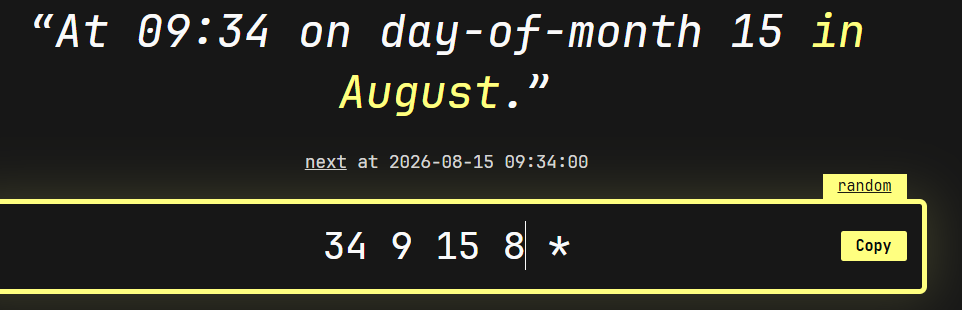 “At 09:34 on day-of-month 15 in
August.”
next at 2026-08-15 09:34:00
random
34 9 15 8 *
Copy